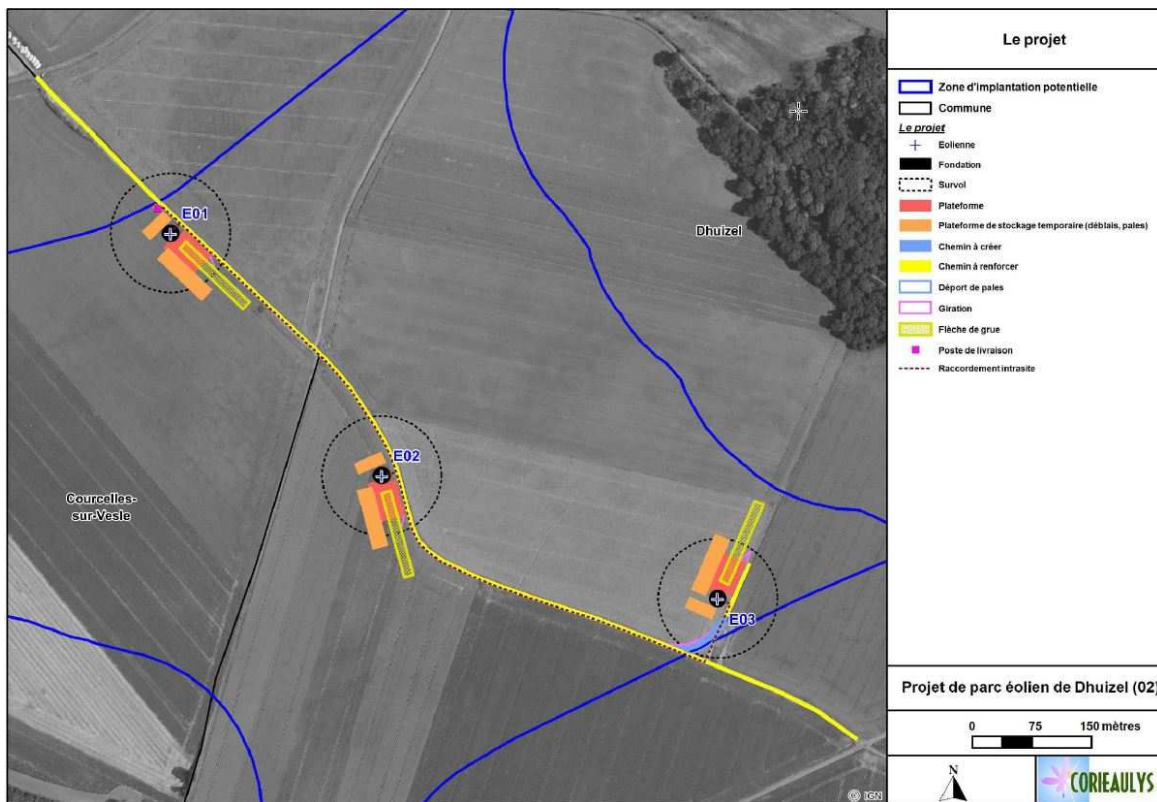 E01
Dhuizel
E02
Courcelles-
sur-Vesle
E03
© IGN
Le projet
Zone d'implantation potentielle
Commune
Le projet
Eolienne
Fondation
Survol
Plateforme
Plateforme de stockage temporaire (déblais, pales)
Chemin à créer
Chemin à renforcer
Déport de pales
Giration
Flèche de grue
Poste de livraison
Raccordement intrasite
Projet de parc éolien de Dhuizel (02)
0 75 150 mètres
N
CORIEAULYS